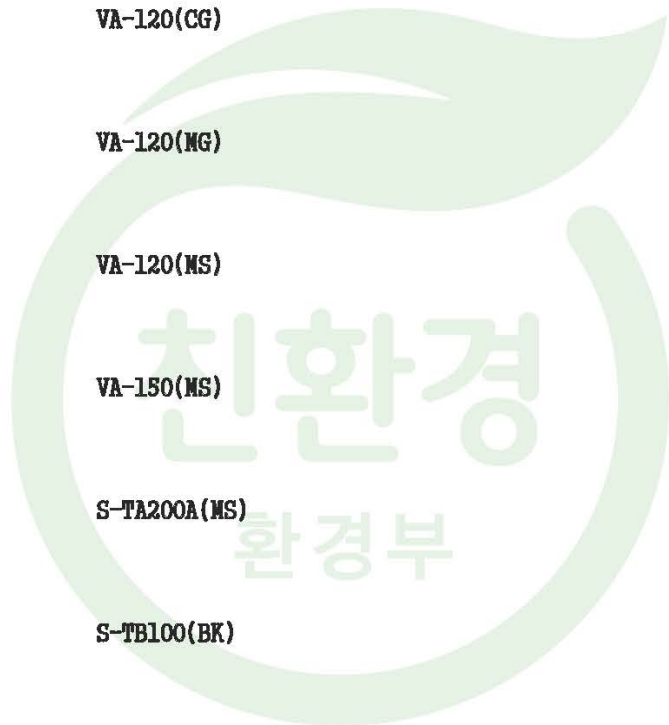 VA-120(CG)
VA-120(MG)
VA-120(MS)
친환경
VA-150(MS)
S-TA200A(MS)
환경부
S-TB100(BK)